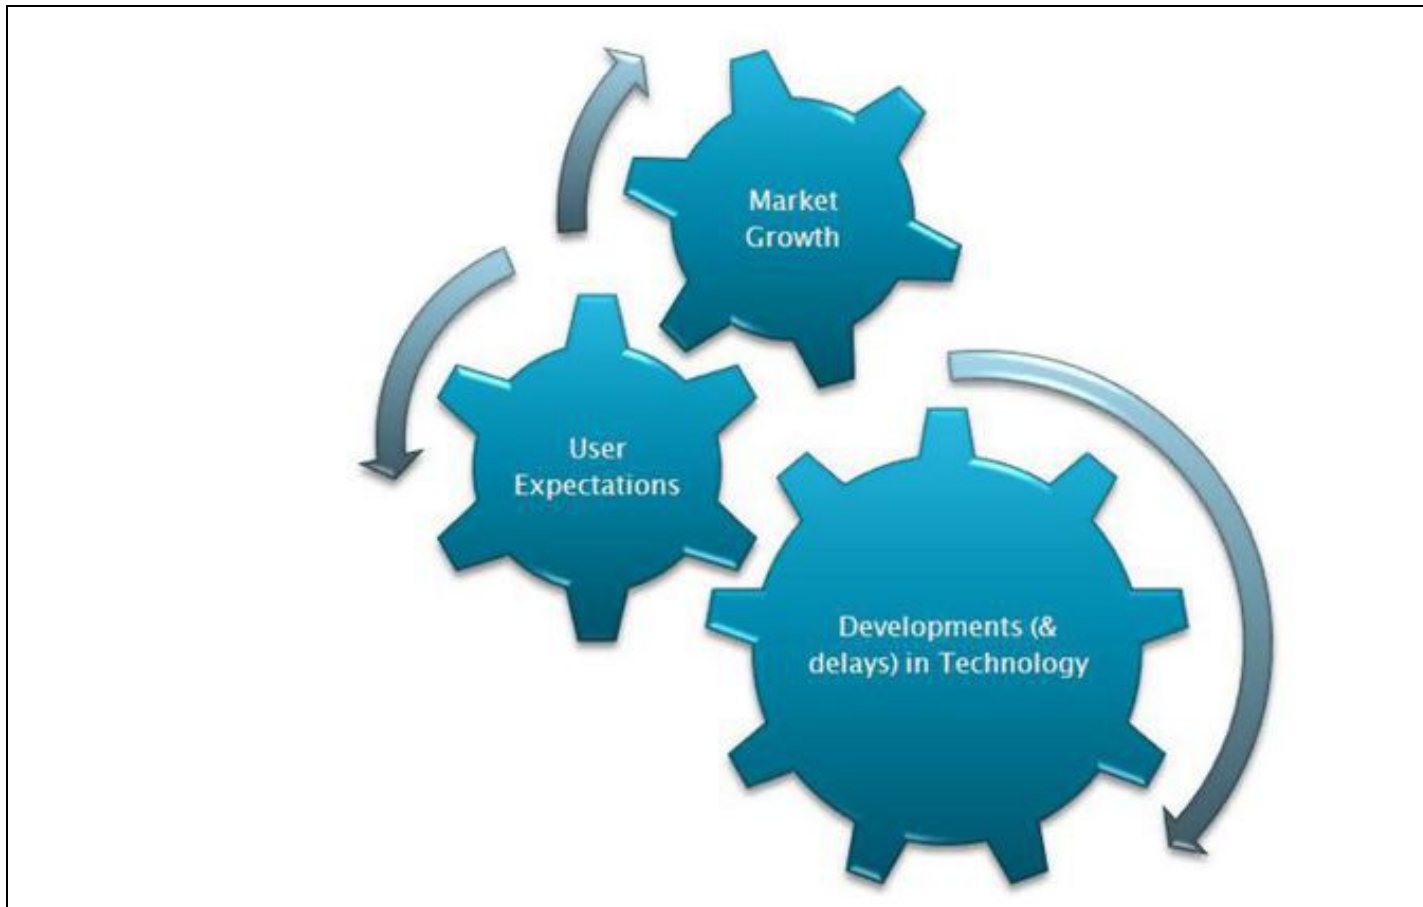 Market
Growth
User
Expectations
Developments (&
delays) in Technology